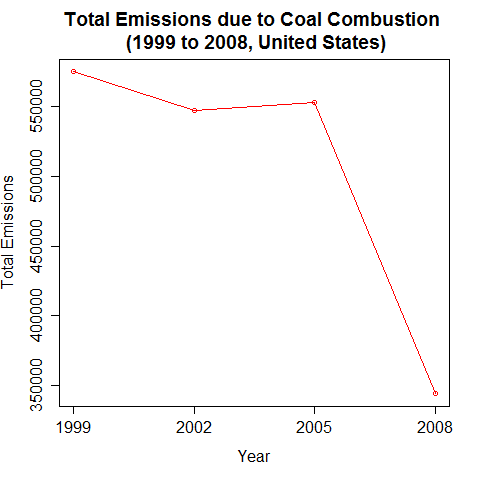 Total Emissions due to Coal Combustion
(1999 to 2008, United States)
Total Emissions
550000
500000
450000
400000
350000
1999 2002 2005 2008
Year